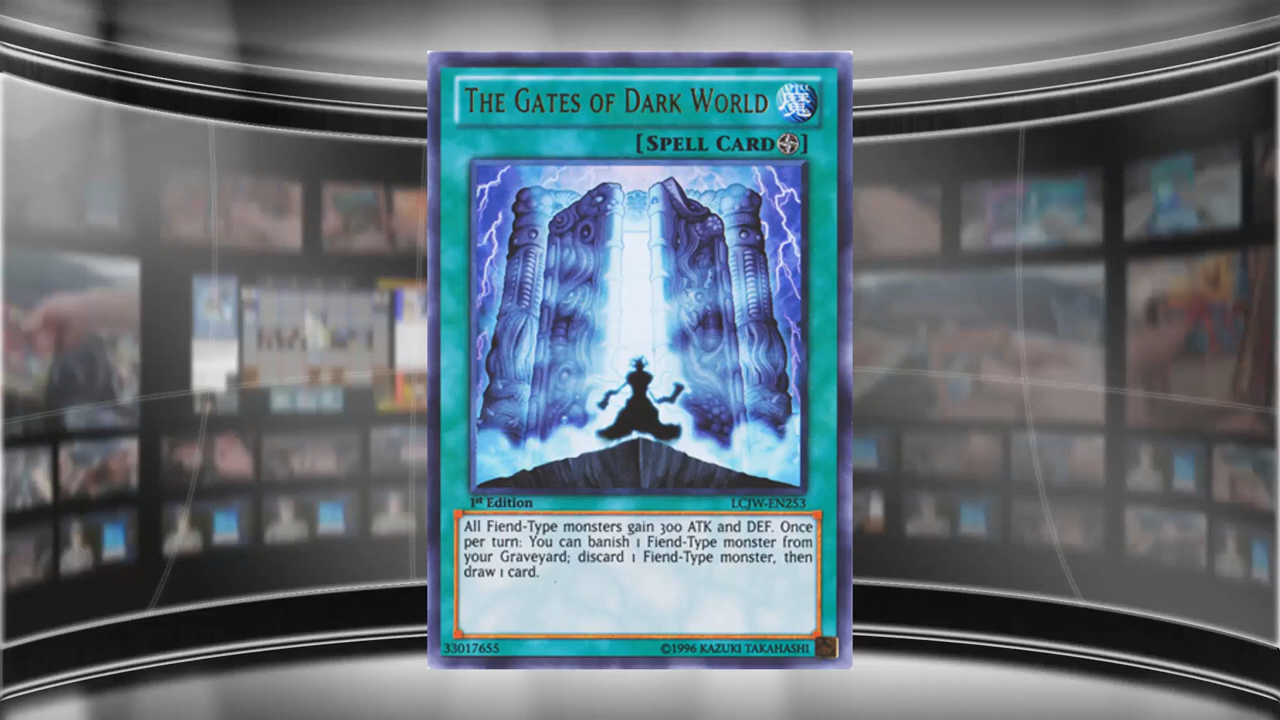 THE GATES OF DARK WORLD 魔
[SPELL CARD]
1st Edition LCJW-EN253
All Fiend-Type monsters gain 300 ATK and DEF. Once
per turn: You can banish 1 Fiend-Type monster from
your Graveyard; discard 1 Fiend-Type monster, then
draw 1 card.
33017655 ©1996 KAZUKI TAKAHASHI